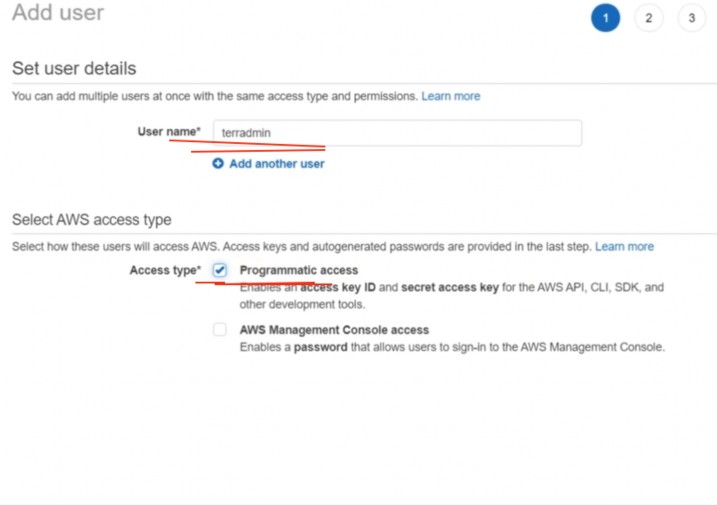 Add user
1 2 3
Set user details
You can add multiple users at once with the same access type and permissions. Learn more
User name* terradmin
Add another user
Select AWS access type
Select how these users will access AWS. Access keys and autogenerated passwords are provided in the last step. Learn more
Access type* Programmatic access
Enables an access key ID and secret access key for the AWS API, CLI, SDK, and
other development tools.
AWS Management Console access
Enables a password that allows users to sign-in to the AWS Management Console.